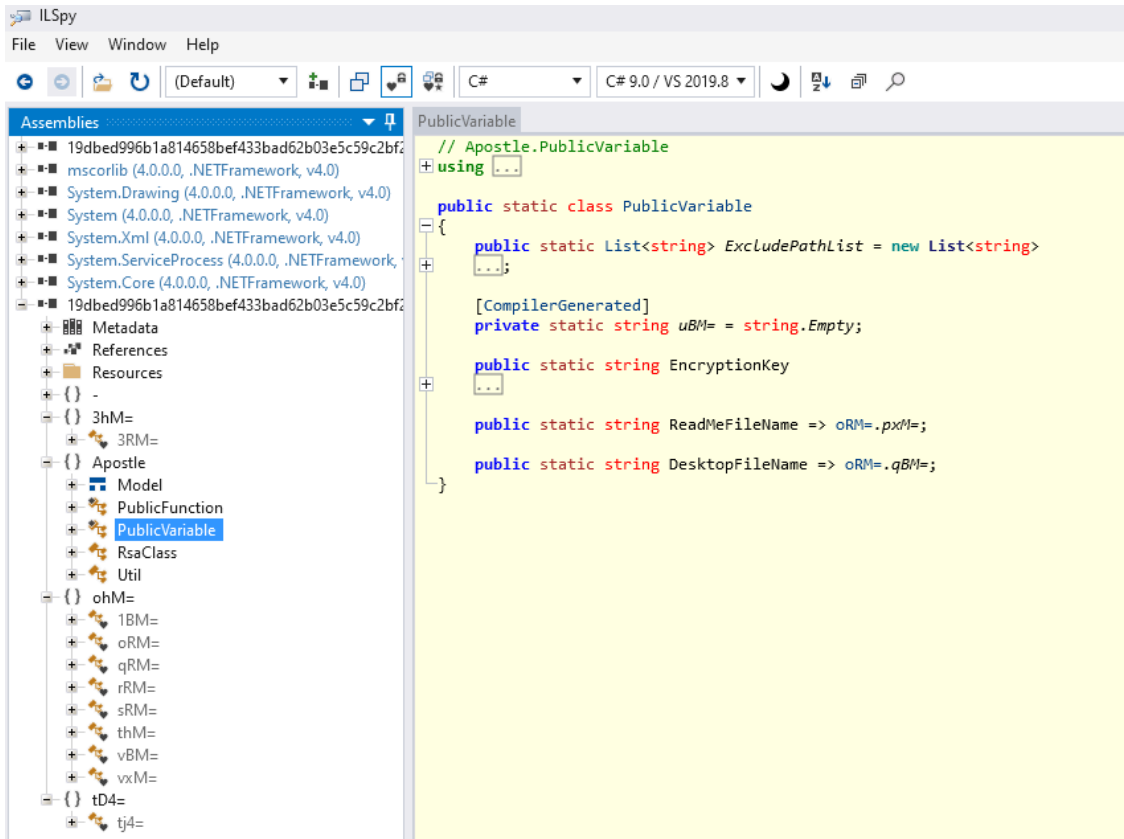 ILSpy
File View Window Help
(Default) C# C# 9.0 / VS 2019.8
Assemblies
19dbed996b1a814658bef433bad62b03e5c59c2bf2
mscorlib (4.0.0.0, .NETFramework, v4.0)
System.Drawing (4.0.0.0, .NETFramework, v4.0)
System (4.0.0.0, .NETFramework, v4.0)
System.Xml (4.0.0.0, .NETFramework, v4.0)
System.ServiceProcess (4.0.0.0, .NETFramework,
System.Core (4.0.0.0, .NETFramework, v4.0)
19dbed996b1a814658bef433bad62b03e5c59c2bf2
Metadata
References
Resources
{ } -
{ } 3hM=
3RM=
{ } Apostle
Model
PublicFunction
PublicVariable
RsaClass
Util
{ } ohM=
1BM=
oRM=
qRM=
rRM=
sRM=
thM=
vBM=
vxM=
{ } tD4=
tj4=
PublicVariable
// Apostle.PublicVariable
using ...
public static class PublicVariable
{
public static List<string> ExcludePathList = new List<string>
...;
[CompilerGenerated]
private static string uBM= = string.Empty;
public static string EncryptionKey
...
public static string ReadMeFileName => oRM=.pxM=;
public static string DesktopFileName => oRM=.qBM=;
}